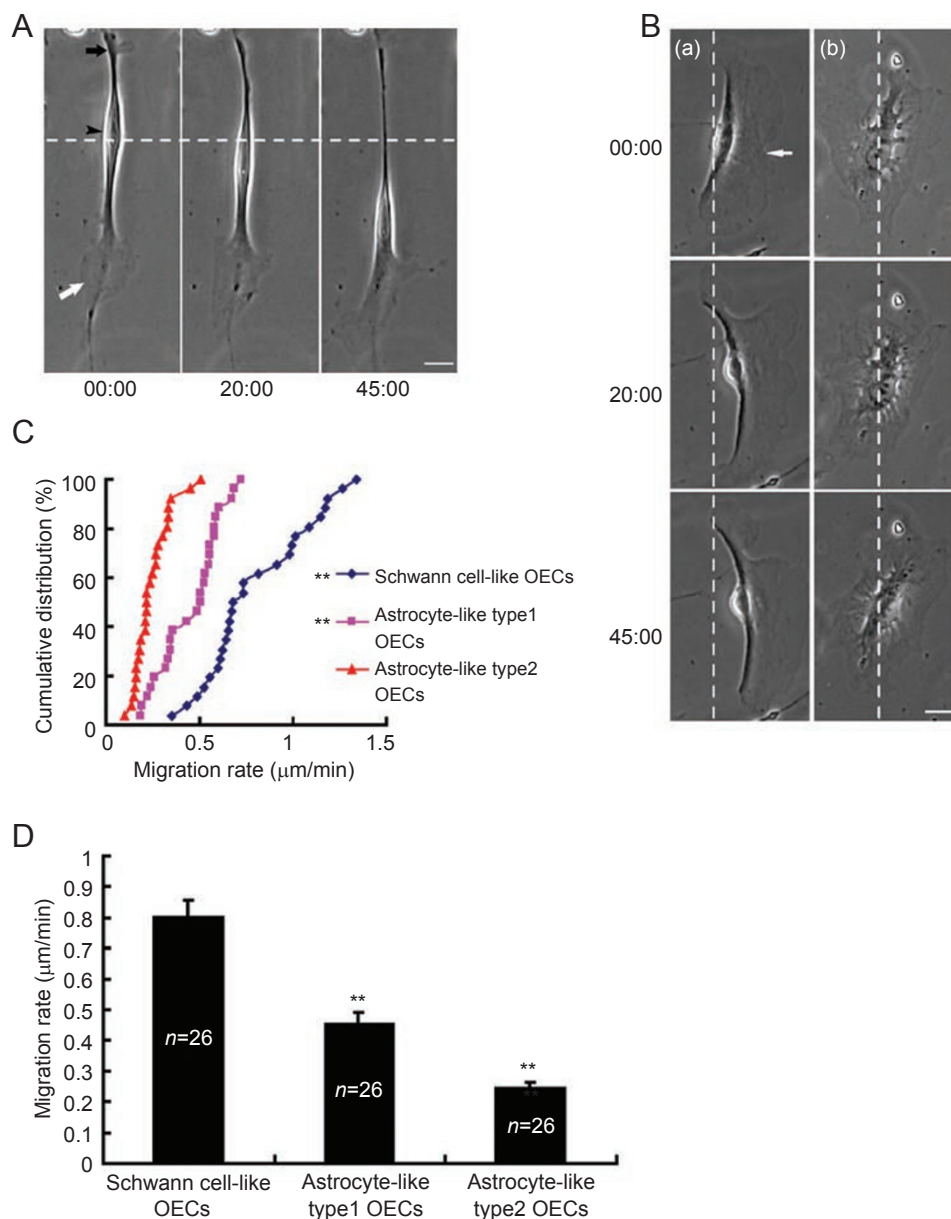 A
00:00
20:00
45:00
B
(a)
(b)
00:00
20:00
45:00
C
Cumulative distribution (%)
100
80
60
40
20
0
0
0.5
1
1.5
Migration rate (μm/min)
** Schwann cell-like OECs
** Astrocyte-like type1
OECs
Astrocyte-like type2
OECs
D
Migration rate (μm/min)
1
0.9
0.8
0.7
0.6
0.5
0.4
0.3
0.2
0.1
0
n=26
**
n=26
**
**
n=26
Schwann cell-like
OECs
Astrocyte-like
type1 OECs
Astrocyte-like
type2 OECs